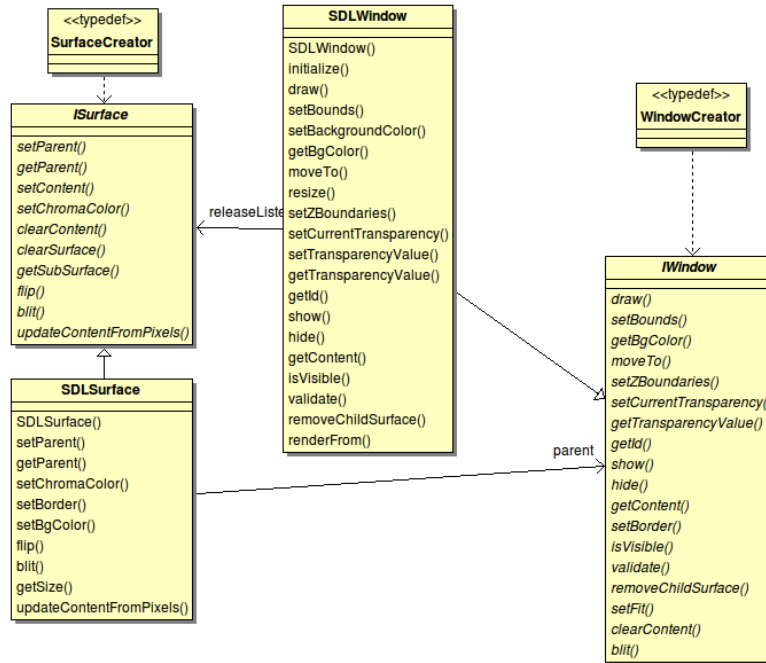 <<typedef>>
SurfaceCreator
ISurface
setParent()
getParent()
setContent()
setChromaColor()
clearContent()
clearSurface()
getSubSurface()
flip()
blit()
updateContentFromPixels()
SDLSurface
SDLSurface()
setParent()
getParent()
setChromaColor()
setBorder()
setBgColor()
flip()
blit()
getSize()
updateContentFromPixels()
releaseListe
SDLWindow
SDLWindow()
initialize()
draw()
setBounds()
setBackgroundColor()
getBgColor()
moveTo()
resize()
setZBoundaries()
setCurrentTransparency()
setTransparencyValue()
getTransparencyValue()
getId()
show()
hide()
getContent()
isVisible()
validate()
removeChildSurface()
renderFrom()
parent
<<typedef>>
WindowCreator
IWindow
draw()
setBounds()
getBgColor()
moveTo()
setZBoundaries()
setCurrentTransparency(
getTransparencyValue()
getId()
show()
hide()
getContent()
setBorder()
isVisible()
validate()
removeChildSurface()
setFit()
clearContent()
blit()